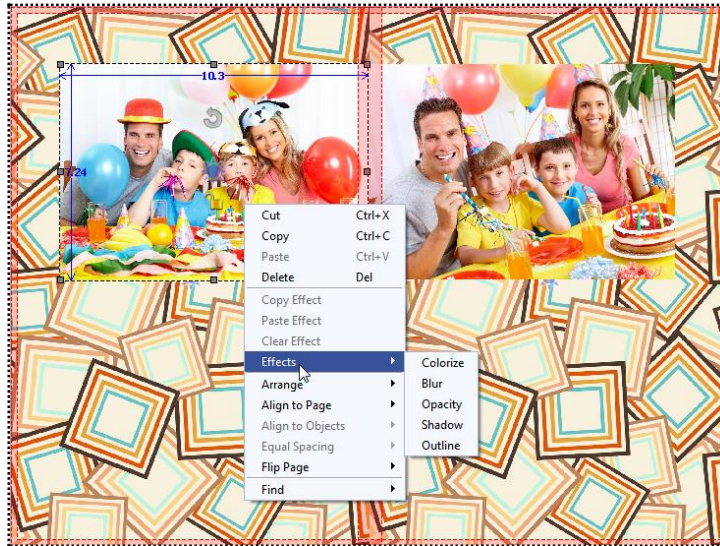 10.3
7.24
Cut Ctrl+X
Copy Ctrl+C
Paste Ctrl+V
Delete Del
Copy Effect
Paste Effect
Clear Effect
Effects
Arrange
Align to Page
Align to Objects
Equal Spacing
Flip Page
Find
Colorize
Blur
Opacity
Shadow
Outline